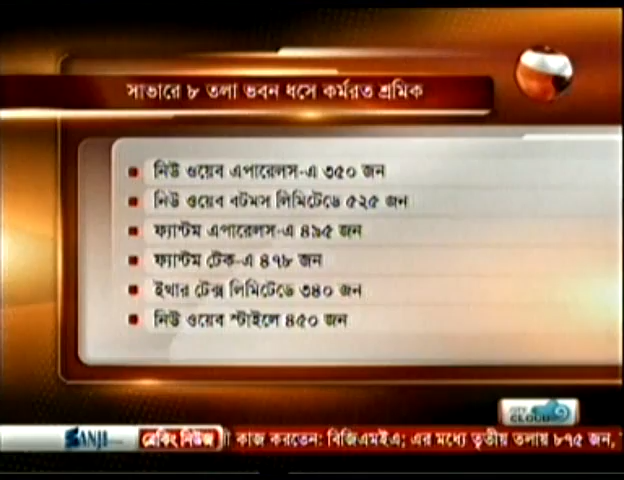 সাভারে ৮ তলা ভবন ধসে কর্মরত শ্রমিক
নিউ ওয়েব এপারেলস-এ ৩৫০ জন
নিউ ওয়েব বটমস লিমিটেডে ৫২৫ জন
ফ্যান্টম এপারেলস-এ ৪৯৫ জন
ফ্যান্টম টেক-এ ৪৭৮ জন
ইথার টেক্স লিমিটেডে ৩৪০ জন
নিউ ওয়েব স্টাইলে ৪৫০ জন
CLOUD
SANJI ব্রেকিং নিউজ কাজ করতেন: বিজিএমইএ; এর মধ্যে তৃতীয় তলায় ৮৭৫ জন,